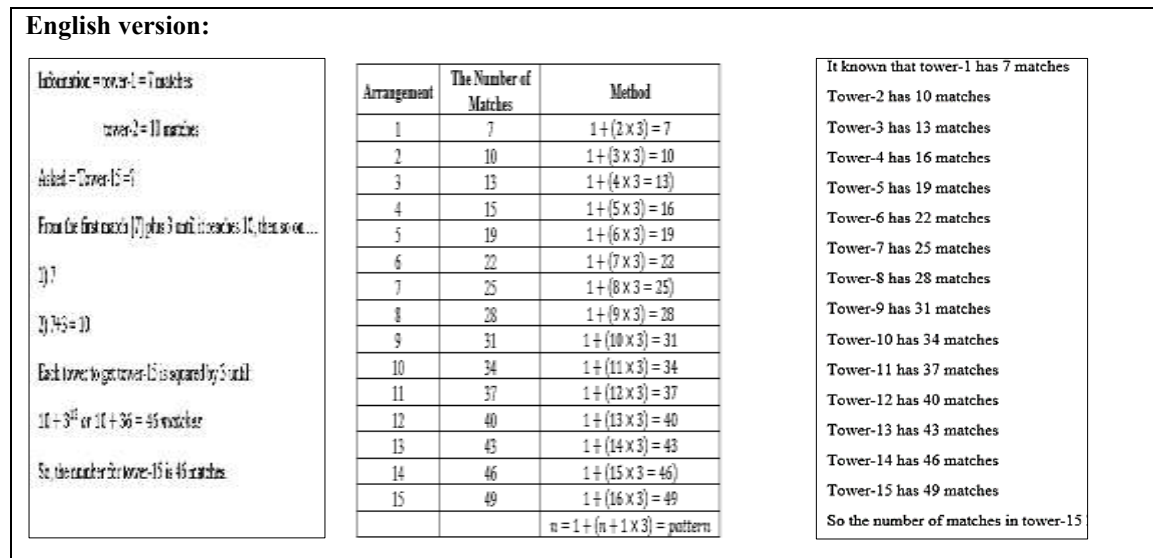 English version:
Information = tower-1 = 7 matches
tower-2 = 10 matches
Asked = Tower-15 =?
From the first match [7] plus 3 until it reaches 15, then so on....
1) 7
2) 7+3 = 10
Each tower to get tower-15 is squared by 3 until
10 + 3¹² or 10 + 36 = 46 matches
So, the number for tower-15 is 46 matches.
Arrangement The Number of Matches Method
1 7 1+(2 x 3) = 7
2 10 1+(3 x 3) = 10
3 13 1+(4 x 3 = 13)
4 15 1+(5 x 3) = 16
5 19 1+(6 x 3) = 19
6 22 1+(7 x 3) = 22
7 25 1+(8 x 3 = 25)
8 28 1+(9 x 3) = 28
9 31 1+(10 x 3) = 31
10 34 1+(11 x 3) = 34
11 37 1+(12 x 3) = 37
12 40 1+(13 x 3) = 40
13 43 1+(14 x 3) = 43
14 46 1+(15 x 3 = 46)
15 49 1+(16 x 3) = 49
n = 1+(n+1 x 3) = pattern
It known that tower-1 has 7 matches
Tower-2 has 10 matches
Tower-3 has 13 matches
Tower-4 has 16 matches
Tower-5 has 19 matches
Tower-6 has 22 matches
Tower-7 has 25 matches
Tower-8 has 28 matches
Tower-9 has 31 matches
Tower-10 has 34 matches
Tower-11 has 37 matches
Tower-12 has 40 matches
Tower-13 has 43 matches
Tower-14 has 46 matches
Tower-15 has 49 matches
So the number of matches in tower-15